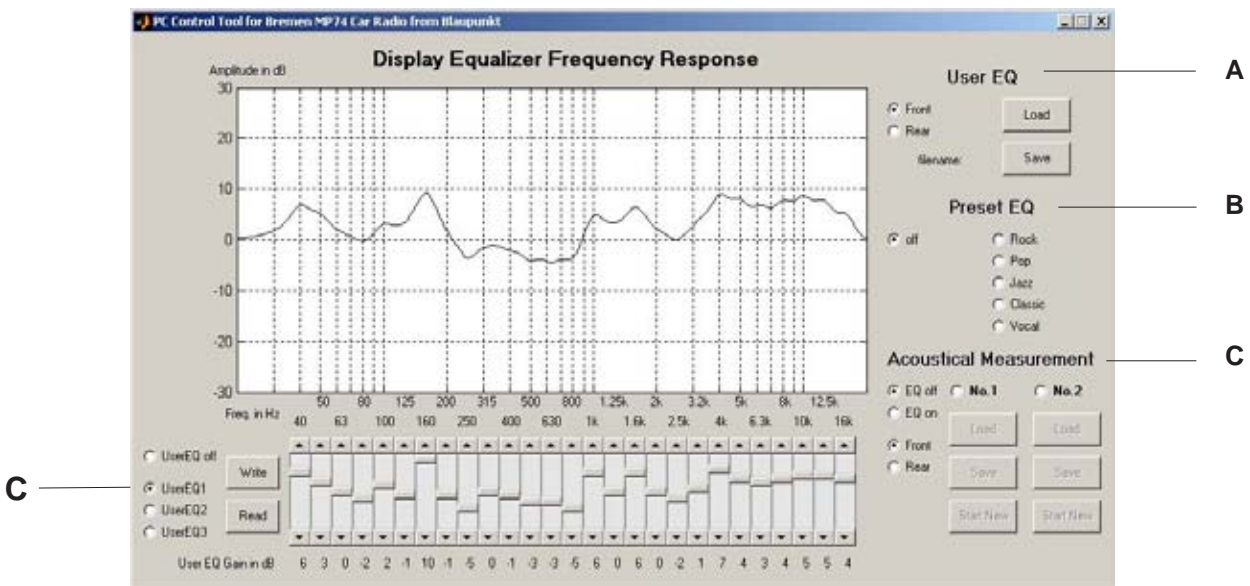 PC Control Tool for Bremen MP74 Car Radio from Blaupunkt
Display Equalizer Frequency Response
Amplitude in dB
30
20
10
0
-10
-20
-30
50 80 125 200 315 500 800 1.25k 2k 3.2k 5k 8k 12.5k
Freq. in Hz
40 63 100 160 250 400 630 1k 1.6k 2.5k 4k 6.3k 10k 16k
UserEQ off
UserEQ1
UserEQ2
UserEQ3
Write
Read
User EQ Gain in dB 6 3 0 -2 2 -1 10 -1 -5 0 -1 -3 -3 -5 6 0 6 0 -2 1 7 4 3 4 5 5 4
C
User EQ
A
Front
Rear
Load
filename:
Save
Preset EQ
B
off
Rock
Pop
Jazz
Classic
Vocal
Acoustical Measurement
C
EQ off
No.1
No.2
EQ on
Load
Load
Front
Rear
Save
Save
Start New
Start New